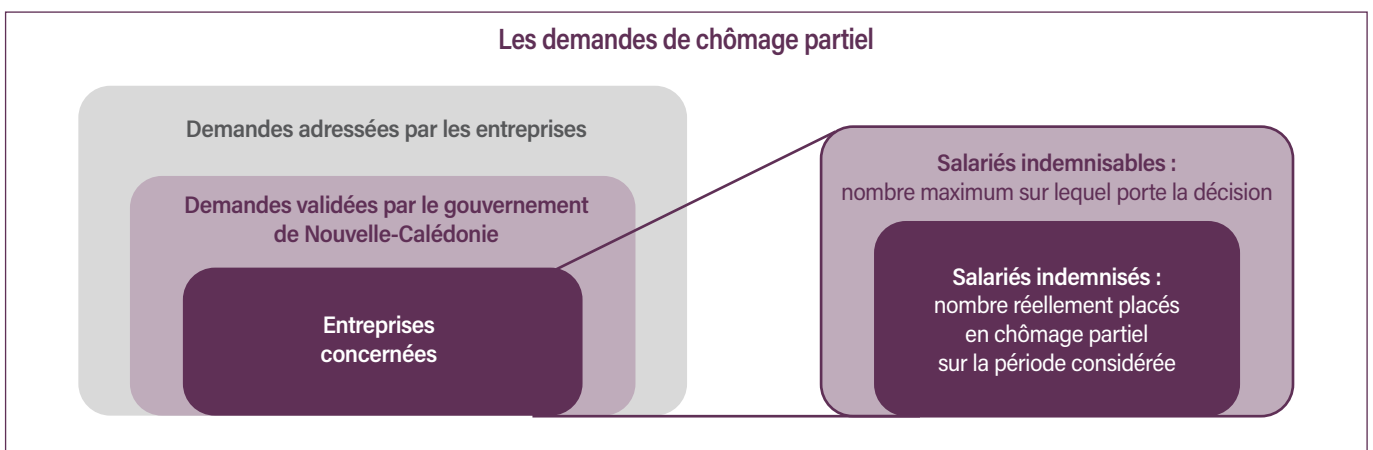 Les demandes de chômage partiel
Demandes adressées par les entreprises
Demandes validées par le gouvernement
de Nouvelle-Calédonie
Entreprises
concernées
Salariés indemnisables :
nombre maximum sur lequel porte la décision
Salariés indemnisés :
nombre réellement placés
en chômage partiel
sur la période considérée